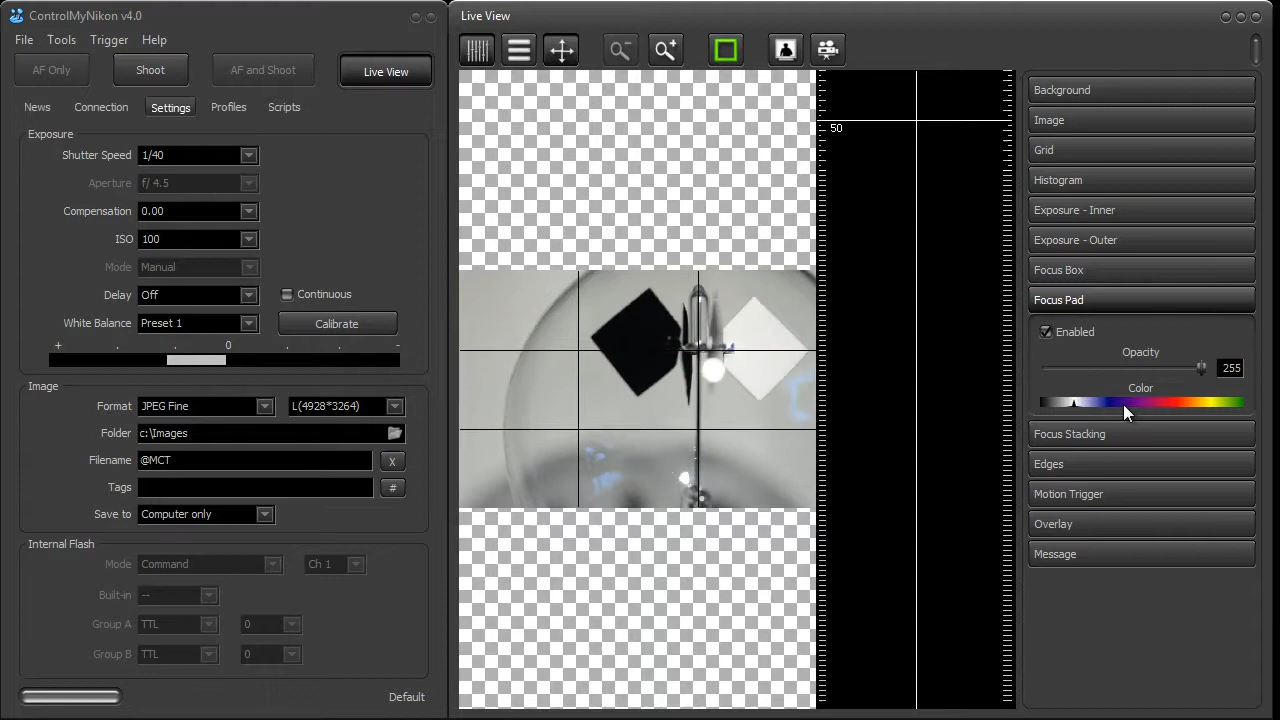 ControlMyNikon v4.0
File Tools Trigger Help
AF Only Shoot AF and Shoot Live View
News Connection Settings Profiles Scripts
Exposure
Shutter Speed 1/40
Aperture f/ 4.5
Compensation 0.00
ISO 100
Mode Manual
Delay Off Continuous
White Balance Preset 1 Calibrate
+ 0 -
Image
Format JPEG Fine L(4928*3264)
Folder c:\Images
Filename @MCT X
Tags #
Save to Computer only
Internal Flash
Mode Command Ch 1
Built-in --
Group A TTL 0
Group B TTL 0
Default
Live View
50
Background
Image
Grid
Histogram
Exposure - Inner
Exposure - Outer
Focus Box
Focus Pad
Enabled
Opacity
255
Color
Focus Stacking
Edges
Motion Trigger
Overlay
Message